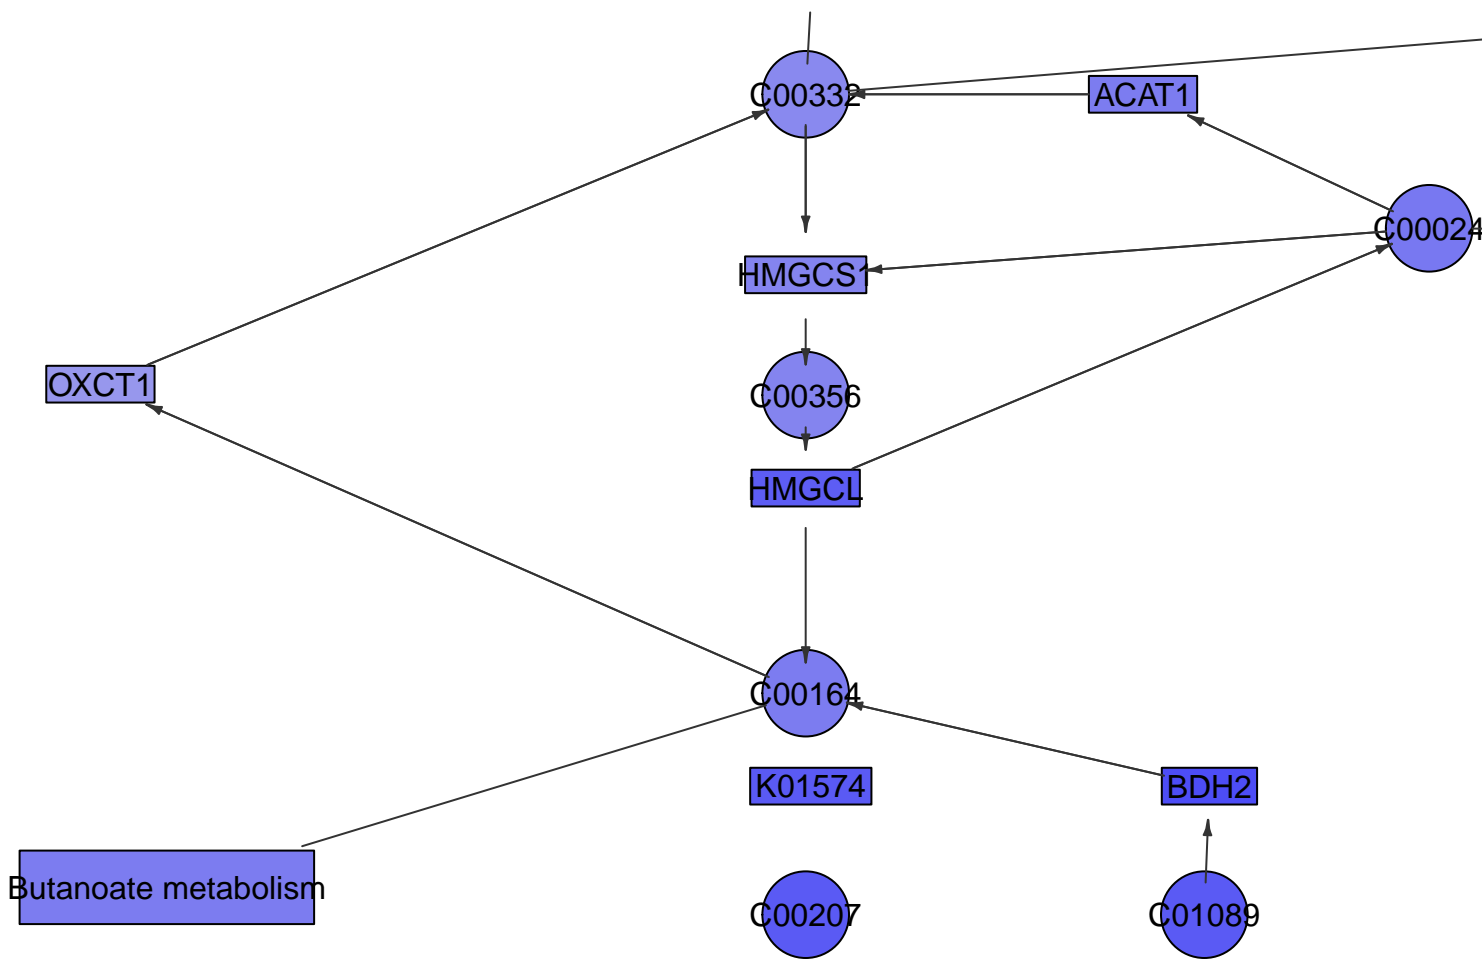 C00332
ACAT1
C00024
HMGCS1
OXCT1
C00356
HMGCL
C00164
K01574
BDH2
Butanoate metabolism
C00207
C01089